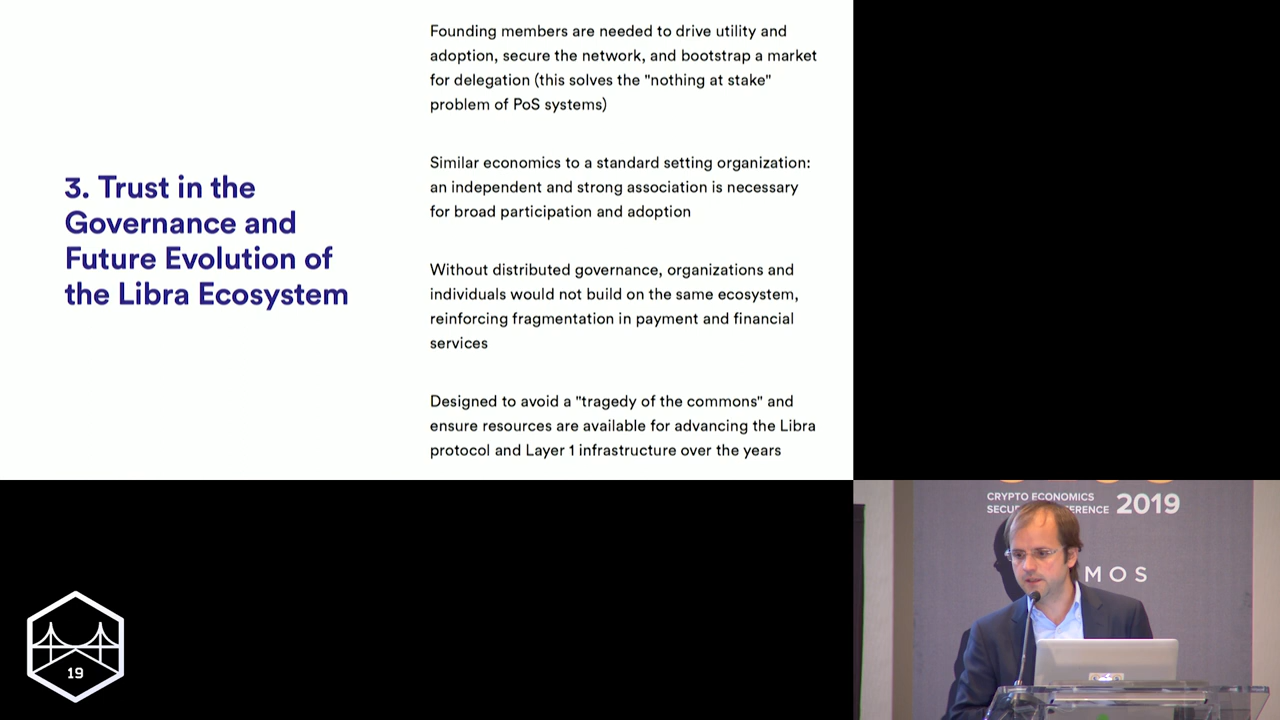 Founding members are needed to drive utility and
adoption, secure the network, and bootstrap a market
for delegation (this solves the "nothing at stake"
problem of PoS systems)
Similar economics to a standard setting organization:
an independent and strong association is necessary
for broad participation and adoption
3. Trust in the
Governance and
Future Evolution of
the Libra Ecosystem
Without distributed governance, organizations and
individuals would not build on the same ecosystem,
reinforcing fragmentation in payment and financial
services
Designed to avoid a "tragedy of the commons" and
ensure resources are available for advancing the Libra
protocol and Layer 1 infrastructure over the years
CRYPTO ECONOMICS
2019
MOS
19